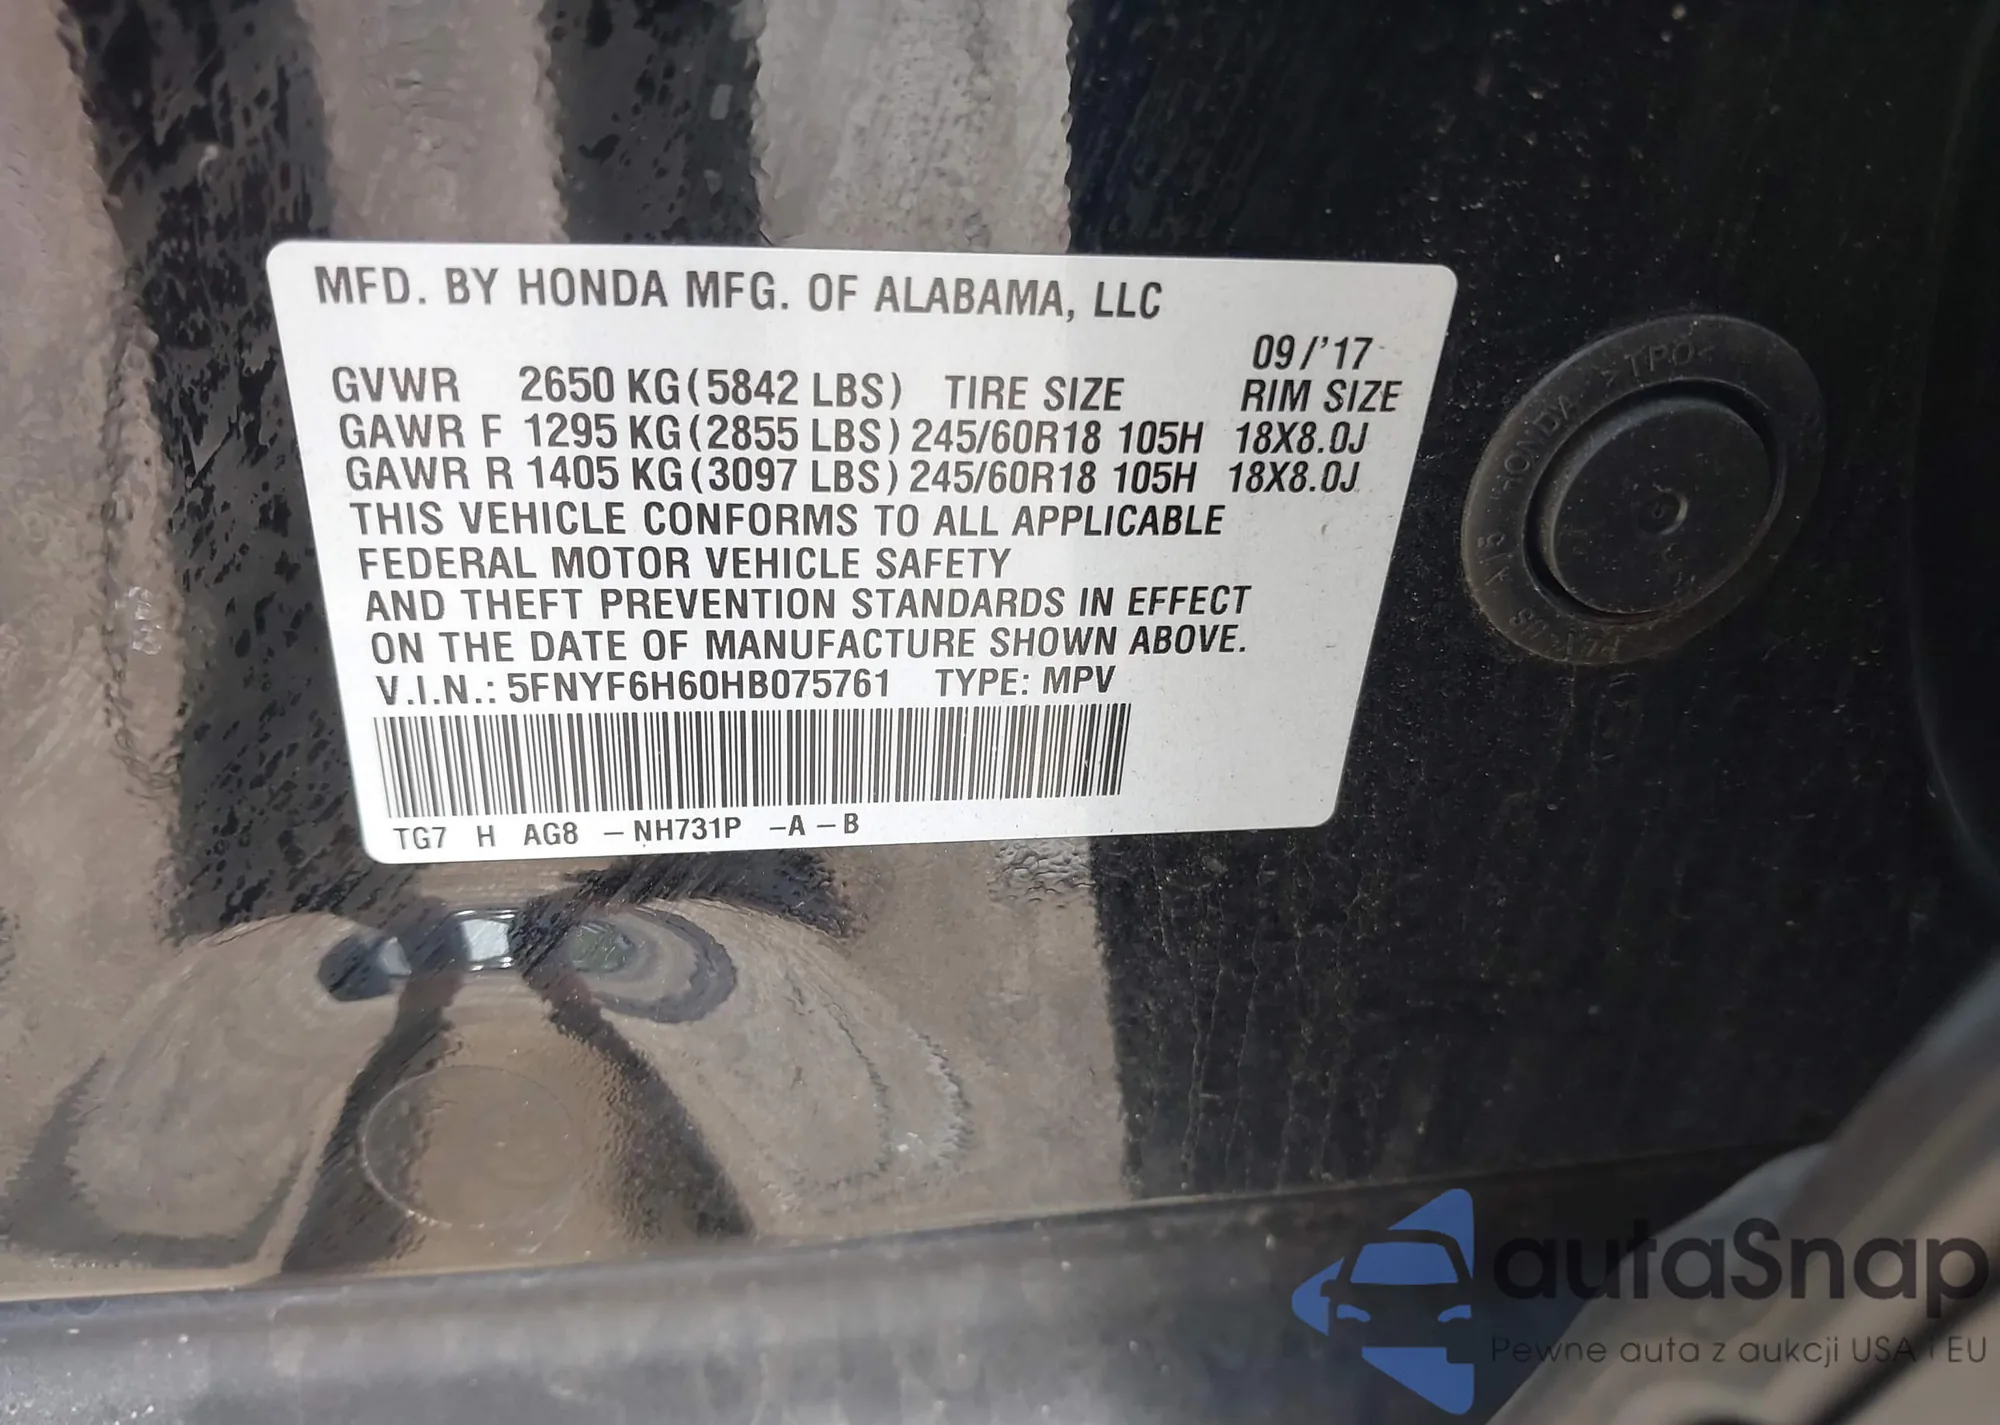 MFD. BY HONDA MFG. OF ALABAMA, LLC
09/'17
GVWR 2650 KG (5842 LBS) TIRE SIZE RIM SIZE
GAWR F 1295 KG (2855 LBS) 245/60R18 105H 18X8.0J
GAWR R 1405 KG (3097 LBS) 245/60R18 105H 18X8.0J
THIS VEHICLE CONFORMS TO ALL APPLICABLE
FEDERAL MOTOR VEHICLE SAFETY
AND THEFT PREVENTION STANDARDS IN EFFECT
ON THE DATE OF MANUFACTURE SHOWN ABOVE.
V.I.N.: 5FNYF6H60HB075761 TYPE: MPV
TG7 H AG8 -NH731P -A -B
HONDA >TPO<
autaSnap
Pewne auta z aukcji USA i EU